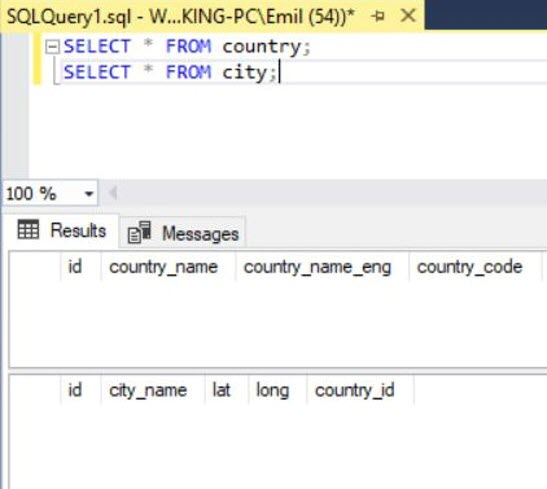 SQLQuery1.sql - W...KING-PC\Emil (54))*
SELECT * FROM country;
SELECT * FROM city;
100 %
Results Messages
id country_name country_name_eng country_code
id city_name lat long country_id